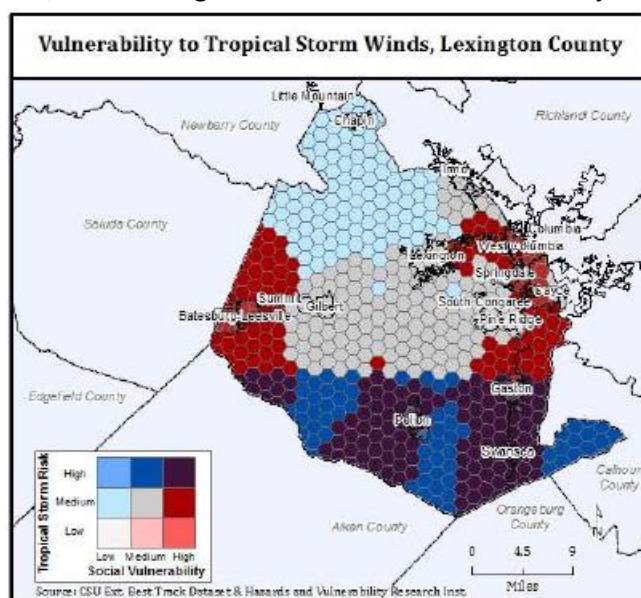 Vulnerability to Tropical Storm Winds, Lexington County
Little Mountain
Chapin
Newberry County
Richland County
Irmo
Saluda County
Columbia
West Columbia
Lexington
Springdale
Cayce
Summit
Gilbert
South Congaree
Batesburg-Leesville
Pine Ridge
Edgefield County
Gaston
Pelion
Swansea
Calhoun
County
Orangeburg
County
Aiken County
N
Tropical Storm Risk
High
Medium
Low
Low Medium High
Social Vulnerability
0 4.5 9
Miles
Source: CSU Ext. Best Track Dataset & Hazards and Vulnerability Research Inst.